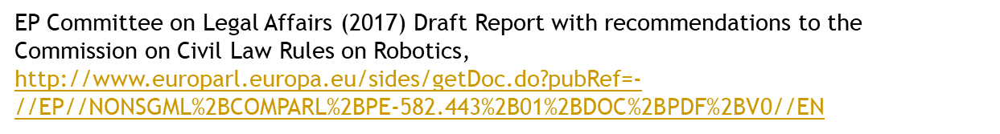 EP Committee on Legal Affairs (2017) Draft Report with recommendations to the
Commission on Civil Law Rules on Robotics,
http://www.europarl.europa.eu/sides/getDoc.do?pubRef=-
//EP//NONSGML%2BCOMPARL%2BPE-582.443%2B01%2BDOC%2BPDF%2BV0//EN